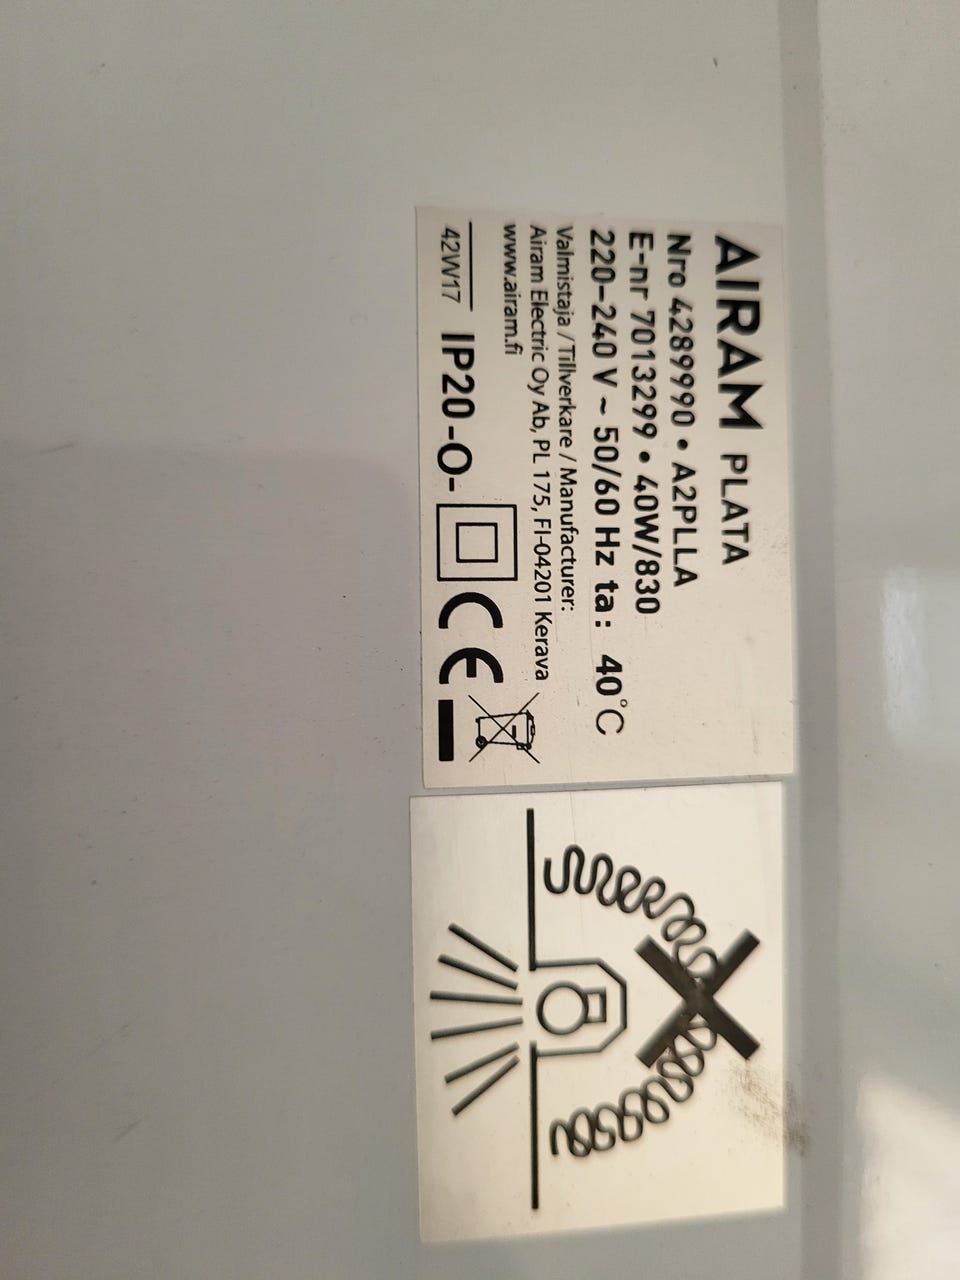 AIRAM PLATA
Nro 4289990 • A2PLLA
E-nr 7013299 • 40W/830
220–240 V ~ 50/60 Hz ta: 40°C
Valmistaja / Tillverkare / Manufacturer:
Airam Electric Oy Ab, PL 175, FI-04201 Kerava
www.airam.fi
42W17 IP20 -O- CE